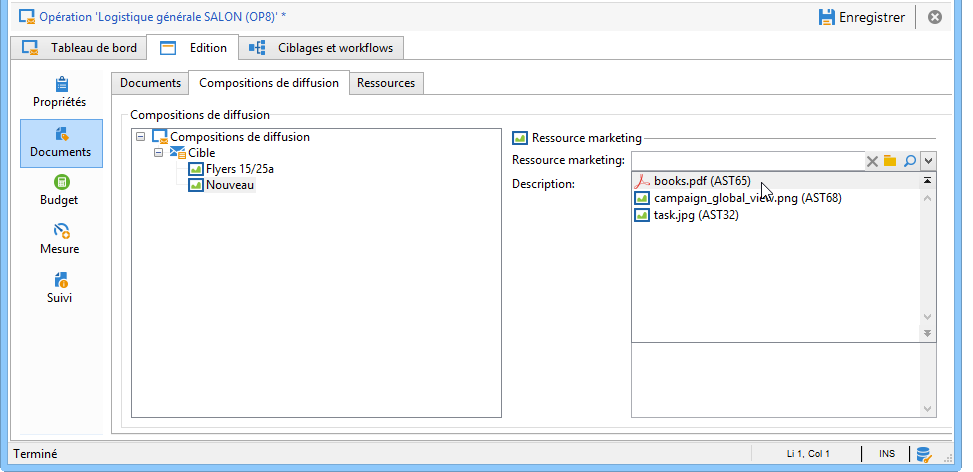 Opération 'Logistique générale SALON (OP8)' *
Enregistrer
Tableau de bord
Edition
Ciblages et workflows
Propriétés
Documents
Budget
Mesure
Suivi
Documents
Compositions de diffusion
Ressources
Compositions de diffusion
Compositions de diffusion
Cible
Flyers 15/25a
Nouveau
Ressource marketing
Ressource marketing:
Description:
books.pdf (AST65)
campaign_global_view.png (AST68)
task.jpg (AST32)
Terminé
Li 1, Col 1
INS